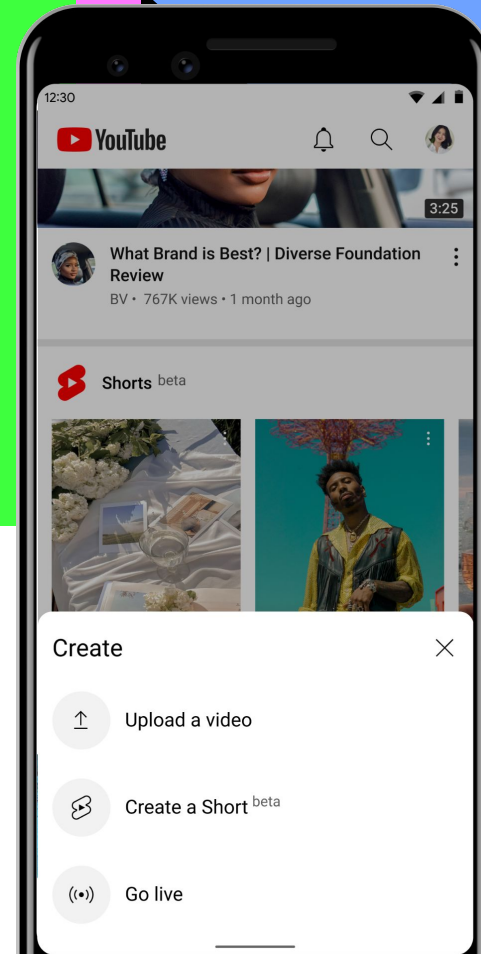 12:30
YouTube
3:25
What Brand is Best? | Diverse Foundation
Review
BV • 767K views • 1 month ago
Shorts beta
Create
Upload a video
Create a Short beta
Go live